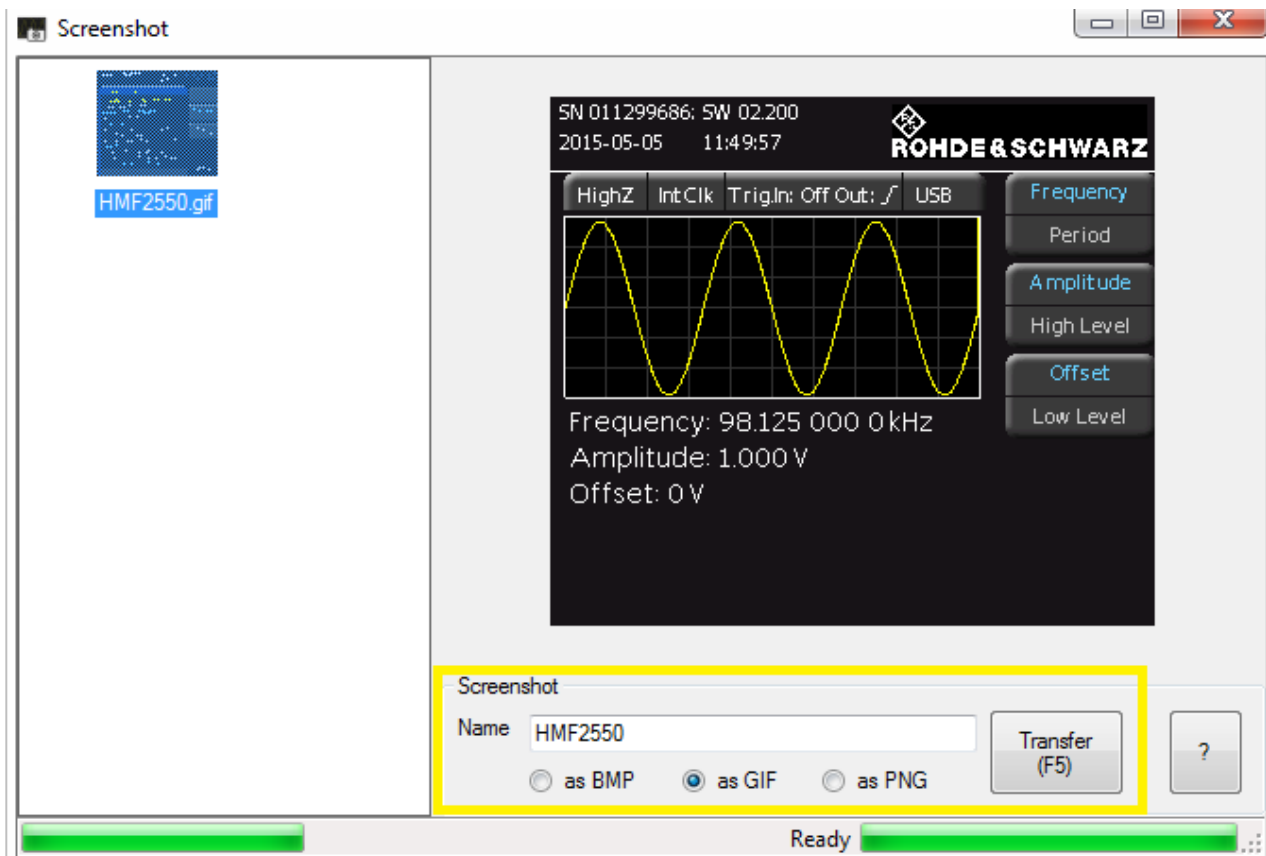 Screenshot
HMF2550.gif
SN 011299686: SW 02.200
2015-05-05 11:49:57
ROHDE&SCHWARZ
HighZ IntClk Trig.In: Off Out: USB
Frequency
Period
Amplitude
High Level
Offset
Low Level
Frequency: 98.125 000 0 kHz
Amplitude: 1.000 V
Offset: 0 V
Screenshot
Name HMF2550
as BMP as GIF as PNG
Transfer
(F5)
?
Ready